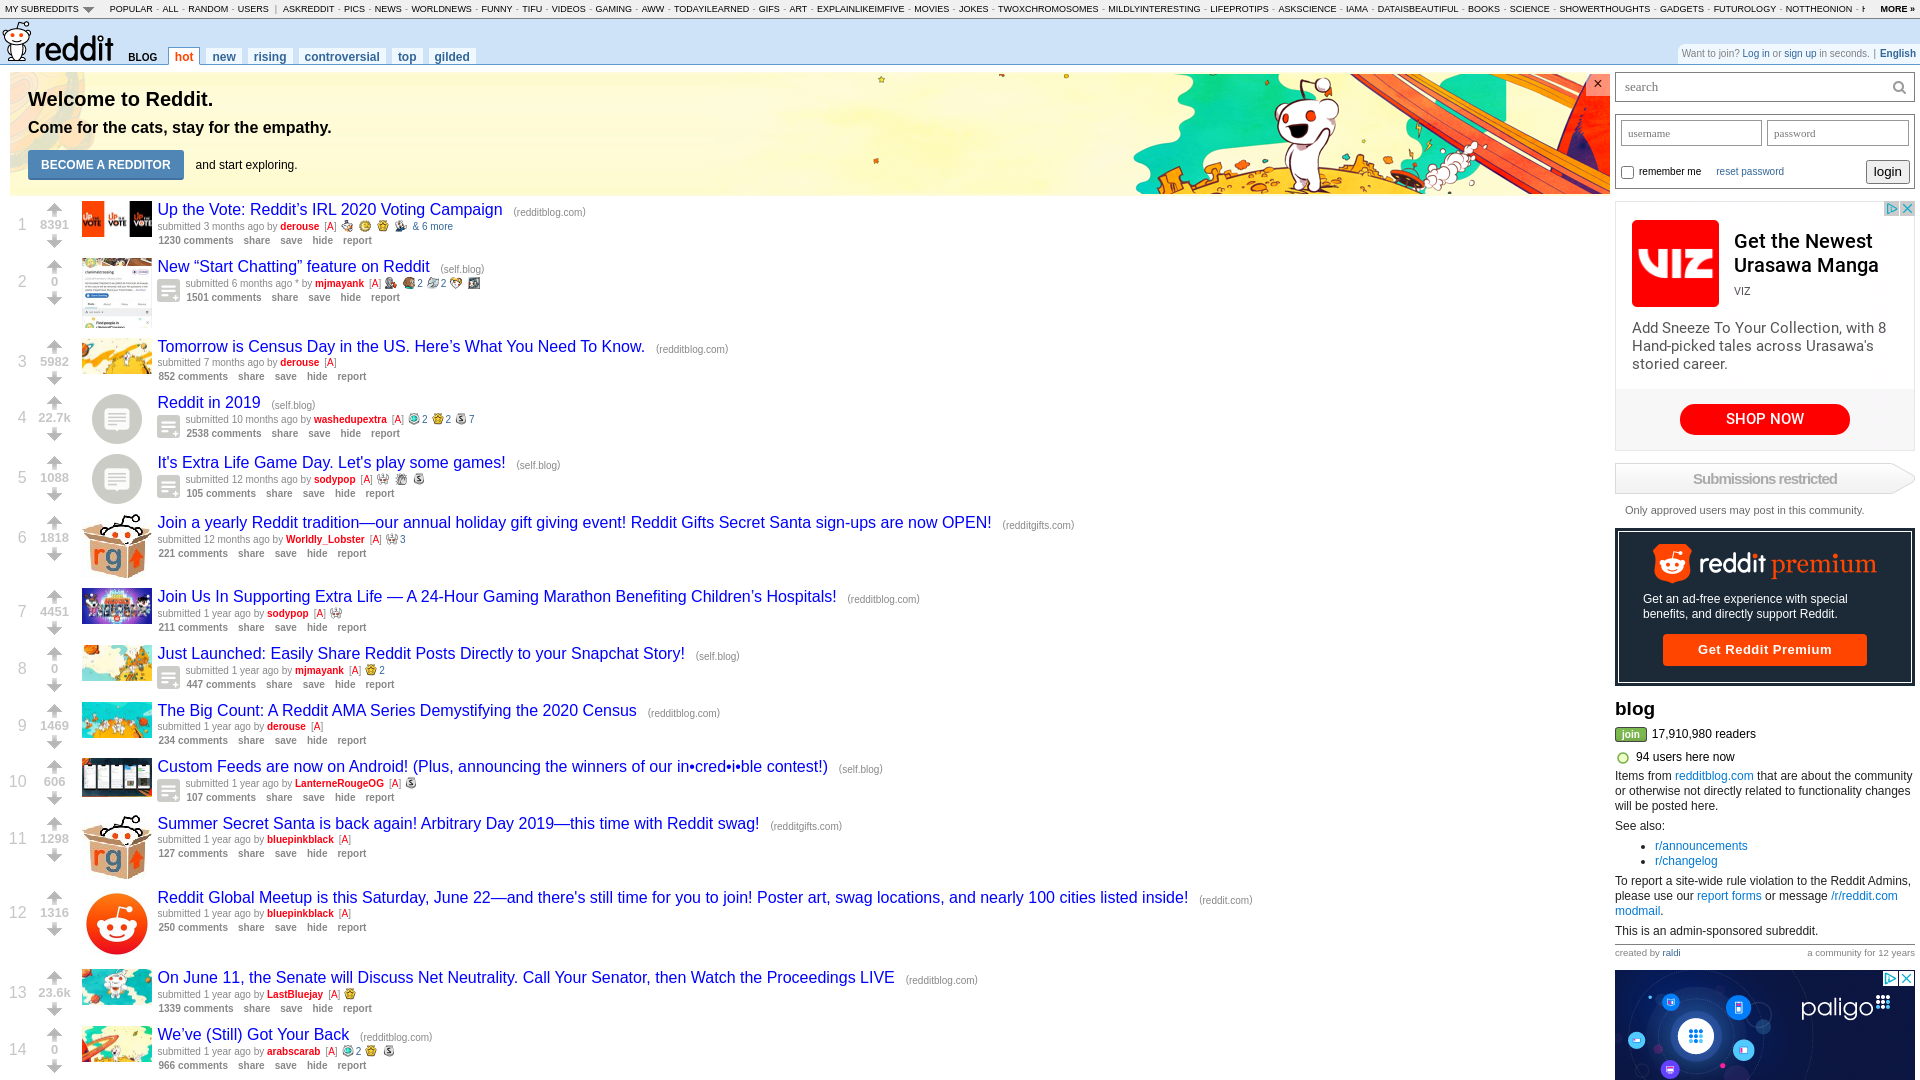 MY SUBREDDITS POPULAR - ALL - RANDOM - USERS | ASKREDDIT - PICS - NEWS - WORLDNEWS - FUNNY - TIFU - VIDEOS - GAMING - AWW - TODAYILEARNED - GIFS - ART - EXPLAINLIKEIMFIVE - MOVIES - JOKES - TWOXCHROMOSOMES - MILDLYINTERESTING - LIFEPROTIPS - ASKSCIENCE - IAMA - DATAISBEAUTIFUL - BOOKS - SCIENCE - SHOWERTHOUGHTS - GADGETS - FUTUROLOGY - NOTTHEONION - MORE »
reddit BLOG hot new rising controversial top gilded
Want to join? Log in or sign up in seconds. | English
Welcome to Reddit.
Come for the cats, stay for the empathy.
BECOME A REDDITOR and start exploring.
×
1
8391
UP THE VOTE UP THE VOTE UP THE VOTE
Up the Vote: Reddit’s IRL 2020 Voting Campaign (redditblog.com)
submitted 3 months ago by derouse [A] & 6 more
1230 comments share save hide report
2
0
New “Start Chatting” feature on Reddit (self.blog)
submitted 6 months ago * by mjmayank [A] 2 2
1501 comments share save hide report
3
5982
Tomorrow is Census Day in the US. Here’s What You Need To Know. (redditblog.com)
submitted 7 months ago by derouse [A]
852 comments share save hide report
4
22.7k
Reddit in 2019 (self.blog)
submitted 10 months ago by washedupextra [A] 2 2 7
2538 comments share save hide report
5
1088
It's Extra Life Game Day. Let's play some games! (self.blog)
submitted 12 months ago by sodypop [A]
105 comments share save hide report
6
1818
rg
Join a yearly Reddit tradition—our annual holiday gift giving event! Reddit Gifts Secret Santa sign-ups are now OPEN! (redditgifts.com)
submitted 12 months ago by Worldly_Lobster [A] 3
221 comments share save hide report
7
4451
Join Us In Supporting Extra Life — A 24-Hour Gaming Marathon Benefiting Children’s Hospitals! (redditblog.com)
submitted 1 year ago by sodypop [A]
211 comments share save hide report
8
0
Just Launched: Easily Share Reddit Posts Directly to your Snapchat Story! (self.blog)
submitted 1 year ago by mjmayank [A] 2
447 comments share save hide report
9
1469
The Big Count: A Reddit AMA Series Demystifying the 2020 Census (redditblog.com)
submitted 1 year ago by derouse [A]
234 comments share save hide report
10
606
Custom Feeds are now on Android! (Plus, announcing the winners of our in•cred•i•ble contest!) (self.blog)
submitted 1 year ago by LanterneRougeOG [A]
107 comments share save hide report
11
1298
rg
Summer Secret Santa is back again! Arbitrary Day 2019—this time with Reddit swag! (redditgifts.com)
submitted 1 year ago by bluepinkblack [A]
127 comments share save hide report
12
1316
Reddit Global Meetup is this Saturday, June 22—and there's still time for you to join! Poster art, swag locations, and nearly 100 cities listed inside! (reddit.com)
submitted 1 year ago by bluepinkblack [A]
250 comments share save hide report
13
23.6k
On June 11, the Senate will Discuss Net Neutrality. Call Your Senator, then Watch the Proceedings LIVE (redditblog.com)
submitted 1 year ago by LastBluejay [A]
1339 comments share save hide report
14
0
We’ve (Still) Got Your Back (redditblog.com)
submitted 1 year ago by arabscarab [A] 2
966 comments share save hide report
search
username password
remember me reset password login
VIZ
Get the Newest
Urasawa Manga
VIZ
Add Sneeze To Your Collection, with 8
Hand-picked tales across Urasawa's
storied career.
SHOP NOW
Submissions restricted
Only approved users may post in this community.
reddit premium
Get an ad-free experience with special
benefits, and directly support Reddit.
Get Reddit Premium
blog
join 17,910,980 readers
94 users here now
Items from redditblog.com that are about the community
or otherwise not directly related to functionality changes
will be posted here.
See also:
• r/announcements
• r/changelog
To report a site-wide rule violation to the Reddit Admins,
please use our report forms or message /r/reddit.com
modmail.
This is an admin-sponsored subreddit.
created by raldi a community for 12 years
paligo